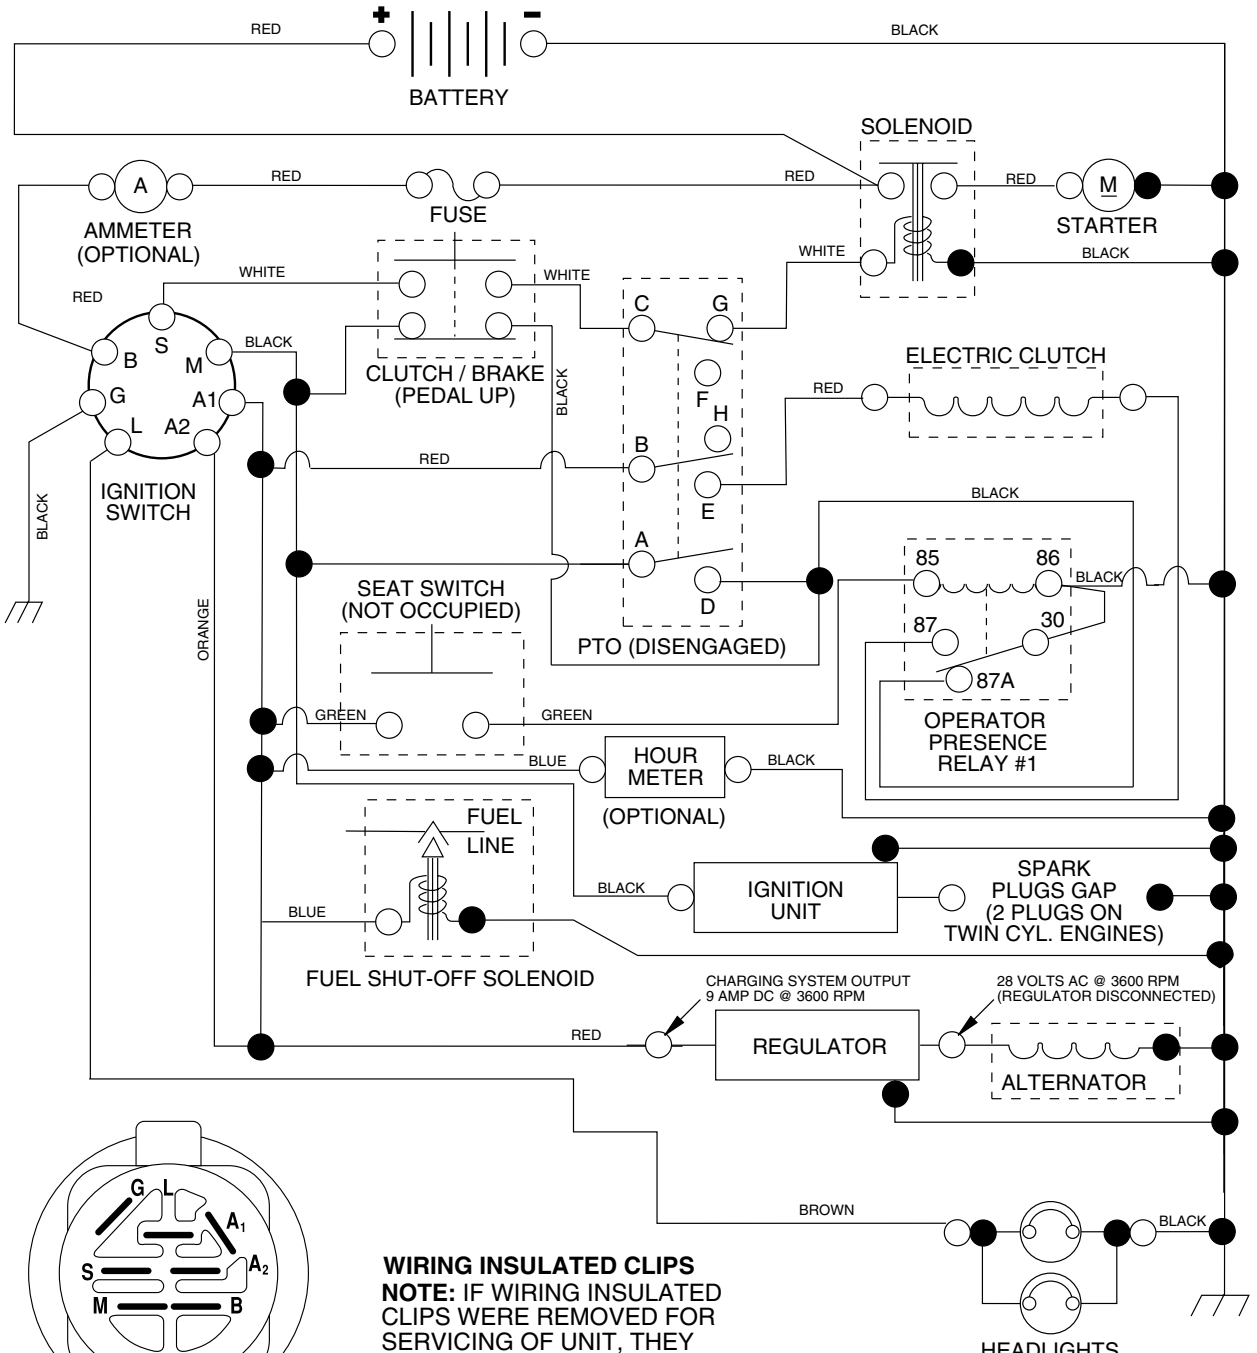 + −
RED
BLACK
BATTERY
SOLENOID
A
RED
RED
RED
M
FUSE
STARTER
AMMETER
(OPTIONAL)
WHITE
BLACK
WHITE
WHITE
RED
C G
S
B
M
BLACK
ELECTRIC CLUTCH
CLUTCH / BRAKE
(PEDAL UP)
BLACK
F
RED
G
A1
H
L A2
B
RED
IGNITION
SWITCH
BLACK
E
BLACK
A
85 86
SEAT SWITCH
(NOT OCCUPIED)
BLACK
D
ORANGE
87 30
PTO (DISENGAGED)
87A
GREEN
GREEN
OPERATOR
PRESENCE
RELAY #1
BLUE
HOUR
METER
BLACK
(OPTIONAL)
FUEL
LINE
SPARK
PLUGS GAP
(2 PLUGS ON
TWIN CYL. ENGINES)
BLACK
IGNITION
UNIT
BLUE
FUEL SHUT-OFF SOLENOID
CHARGING SYSTEM OUTPUT
9 AMP DC @ 3600 RPM
28 VOLTS AC @ 3600 RPM
(REGULATOR DISCONNECTED)
RED
REGULATOR
ALTERNATOR
G L
A1
BROWN
BLACK
S
A2
M B
WIRING INSULATED CLIPS
NOTE: IF WIRING INSULATED
CLIPS WERE REMOVED FOR
SERVICING OF UNIT, THEY
HEADLIGHTS